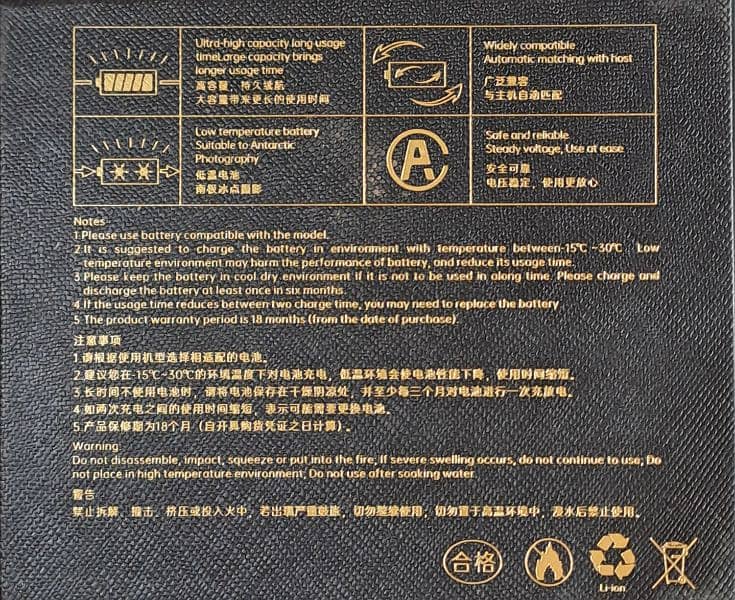 Ultra-high capacity long usage
timeLarge capacity brings
longer usage time
高容量、持久续航
大容量带来更长的使用时间
Widely compatible
Automatic matching with host
广泛兼容
与主机自动匹配
Low temperature battery
Suitable to Antarctic
Photography
低温电池
南极冰点摄影
A
Safe and reliable
Steady voltage, Use at ease
安全可靠
电压稳定，使用更放心
Notes
1.Please use battery compatible with the model.
2.It is suggested to charge the battery in environment with temperature between-15℃~30℃ Low
temperature environment may harm the performance of battery, and reduce its usage time.
3.Please keep the battery in cool dry environment if it is not to be used in along time. Please charge and
discharge the battery at least once in six months.
4.If the usage time reduces between two charge time, you may need to replace the battery
5.The product warranty period is 18 months (from the date of purchase).
注意事项
1.请根据使用机型选择相适配的电池。
2.建议您在-15℃~30℃的环境温度下对电池充电，低温环境会使电池性能下降，使用时间缩短。
3.长时间不使用电池时，请将电池保存在干燥阴凉处，并至少每三个月对电池进行一次充放电。
4.如两次充电之间的使用时间缩短，表示可能需要更换电池。
5.产品保修期为18个月（自开具购货凭证之日计算）。
Warning:
Do not disassemble, impact, squeeze or put into the fire, If severe swelling occurs, do not continue to use; Do
not place in high temperature environment; Do not use after soaking water
警告
禁止拆解、撞击、挤压或投入火中，若出现严重鼓胀，切勿继续使用，切勿置于高温环境中，浸水后禁止使用。
合格
Li-ion